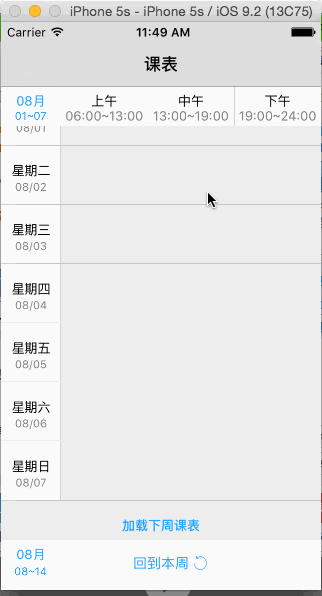 iPhone 5s - iPhone 5s / iOS 9.2 (13C75)
Carrier 11:49 AM
课表
08月 上午 中午 下午
01~07 06:00~13:00 13:00~19:00 19:00~24:00
08/01
星期二
08/02
星期三
08/03
星期四
08/04
星期五
08/05
星期六
08/06
星期日
08/07
加载下周课表
08月
08~14
回到本周